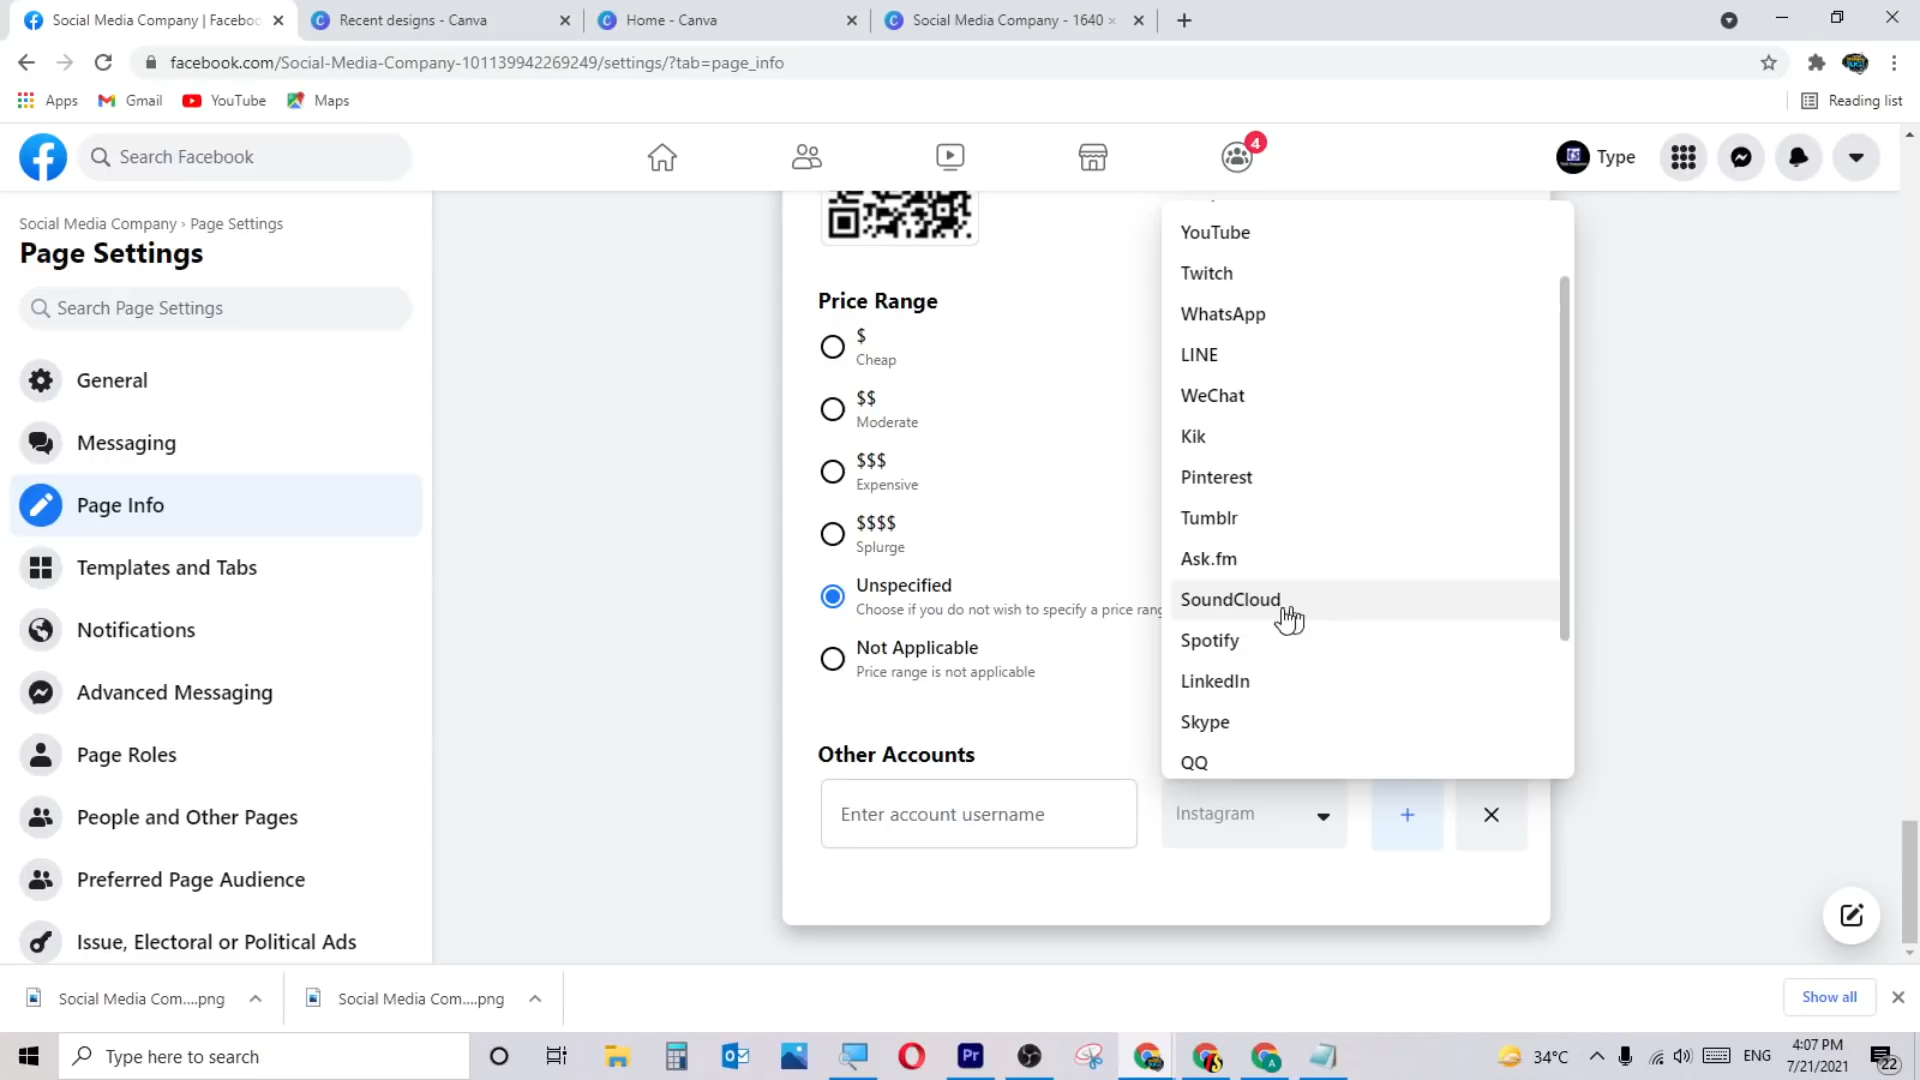 Social Media Company | Faceboo
Recent designs - Canva
Home - Canva
Social Media Company - 1640 ×
facebook.com/Social-Media-Company-101139942269249/settings/?tab=page_info
Apps
Gmail
YouTube
Maps
Reading list
Search Facebook
4
Type
Social Media Company › Page Settings
Page Settings
Search Page Settings
General
Messaging
Page Info
Templates and Tabs
Notifications
Advanced Messaging
Page Roles
People and Other Pages
Preferred Page Audience
Issue, Electoral or Political Ads
Price Range
$
Cheap
$$
Moderate
$$$
Expensive
$$$$
Splurge
Unspecified
Choose if you do not wish to specify a price rang
Not Applicable
Price range is not applicable
Other Accounts
Enter account username
Instagram
+
YouTube
Twitch
WhatsApp
LINE
WeChat
Kik
Pinterest
Tumblr
Ask.fm
SoundCloud
Spotify
LinkedIn
Skype
QQ
Social Media Com....png
Social Media Com....png
Show all
Type here to search
Pr
34°C
ENG
4:07 PM
7/21/2021
22